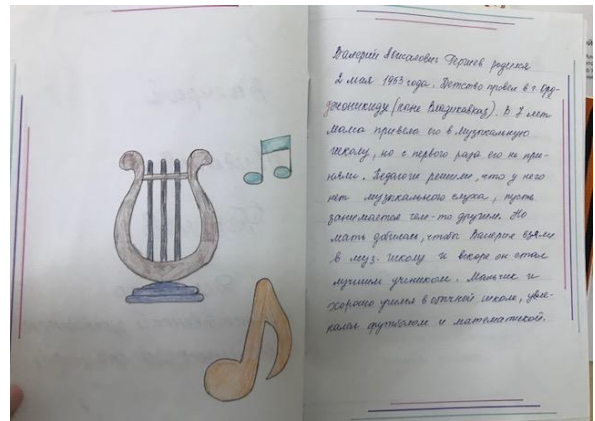 Валерий Абисалович Гергиев родился
2 мая 1953 года. Детство провел в г. Орд-
зоникидзе (ныне Владикавказ). В 7 лет
мама привела его в музыкальную
школу, но с первого раза его не при-
няли. Педагоги решили, что у него
нет музыкального слуха, пусть
занимается чем-то другим. Но
мать добилась, чтобы Валерия взяли
в муз. школу и вскоре он стал
лучшим учеником. Мальчик и
хорошо учился в обычной школе, увле-
кался футболом и математикой.